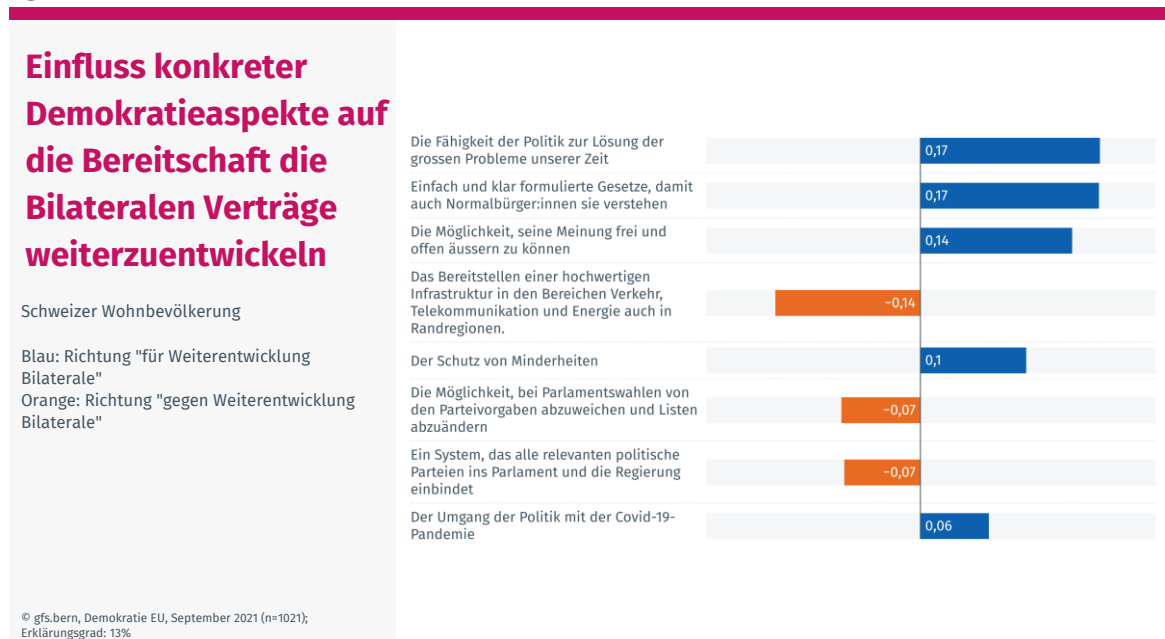 Einfluss konkreter
Demokratieaspekte auf
die Bereitschaft die
Bilateralen Verträge
weiterzuentwickeln
Schweizer Wohnbevölkerung
Blau: Richtung "für Weiterentwicklung
Bilaterale"
Orange: Richtung "gegen Weiterentwicklung
Bilaterale"
Die Fähigkeit der Politik zur Lösung der
grossen Probleme unserer Zeit
0,17
Einfach und klar formulierte Gesetze, damit
auch Normalbürger:innen sie verstehen
0,17
Die Möglichkeit, seine Meinung frei und
offen äussern zu können
0,14
Das Bereitstellen einer hochwertigen
Infrastruktur in den Bereichen Verkehr,
Telekommunikation und Energie auch in
Randregionen.
−0,14
Der Schutz von Minderheiten
0,1
Die Möglichkeit, bei Parlamentswahlen von
den Parteivorgaben abzuweichen und Listen
abzuändern
−0,07
Ein System, das alle relevanten politische
Parteien ins Parlament und die Regierung
einbindet
−0,07
Der Umgang der Politik mit der Covid-19-
Pandemie
0,06
© gfs.bern, Demokratie EU, September 2021 (n=1021);
Erklärungsgrad: 13%